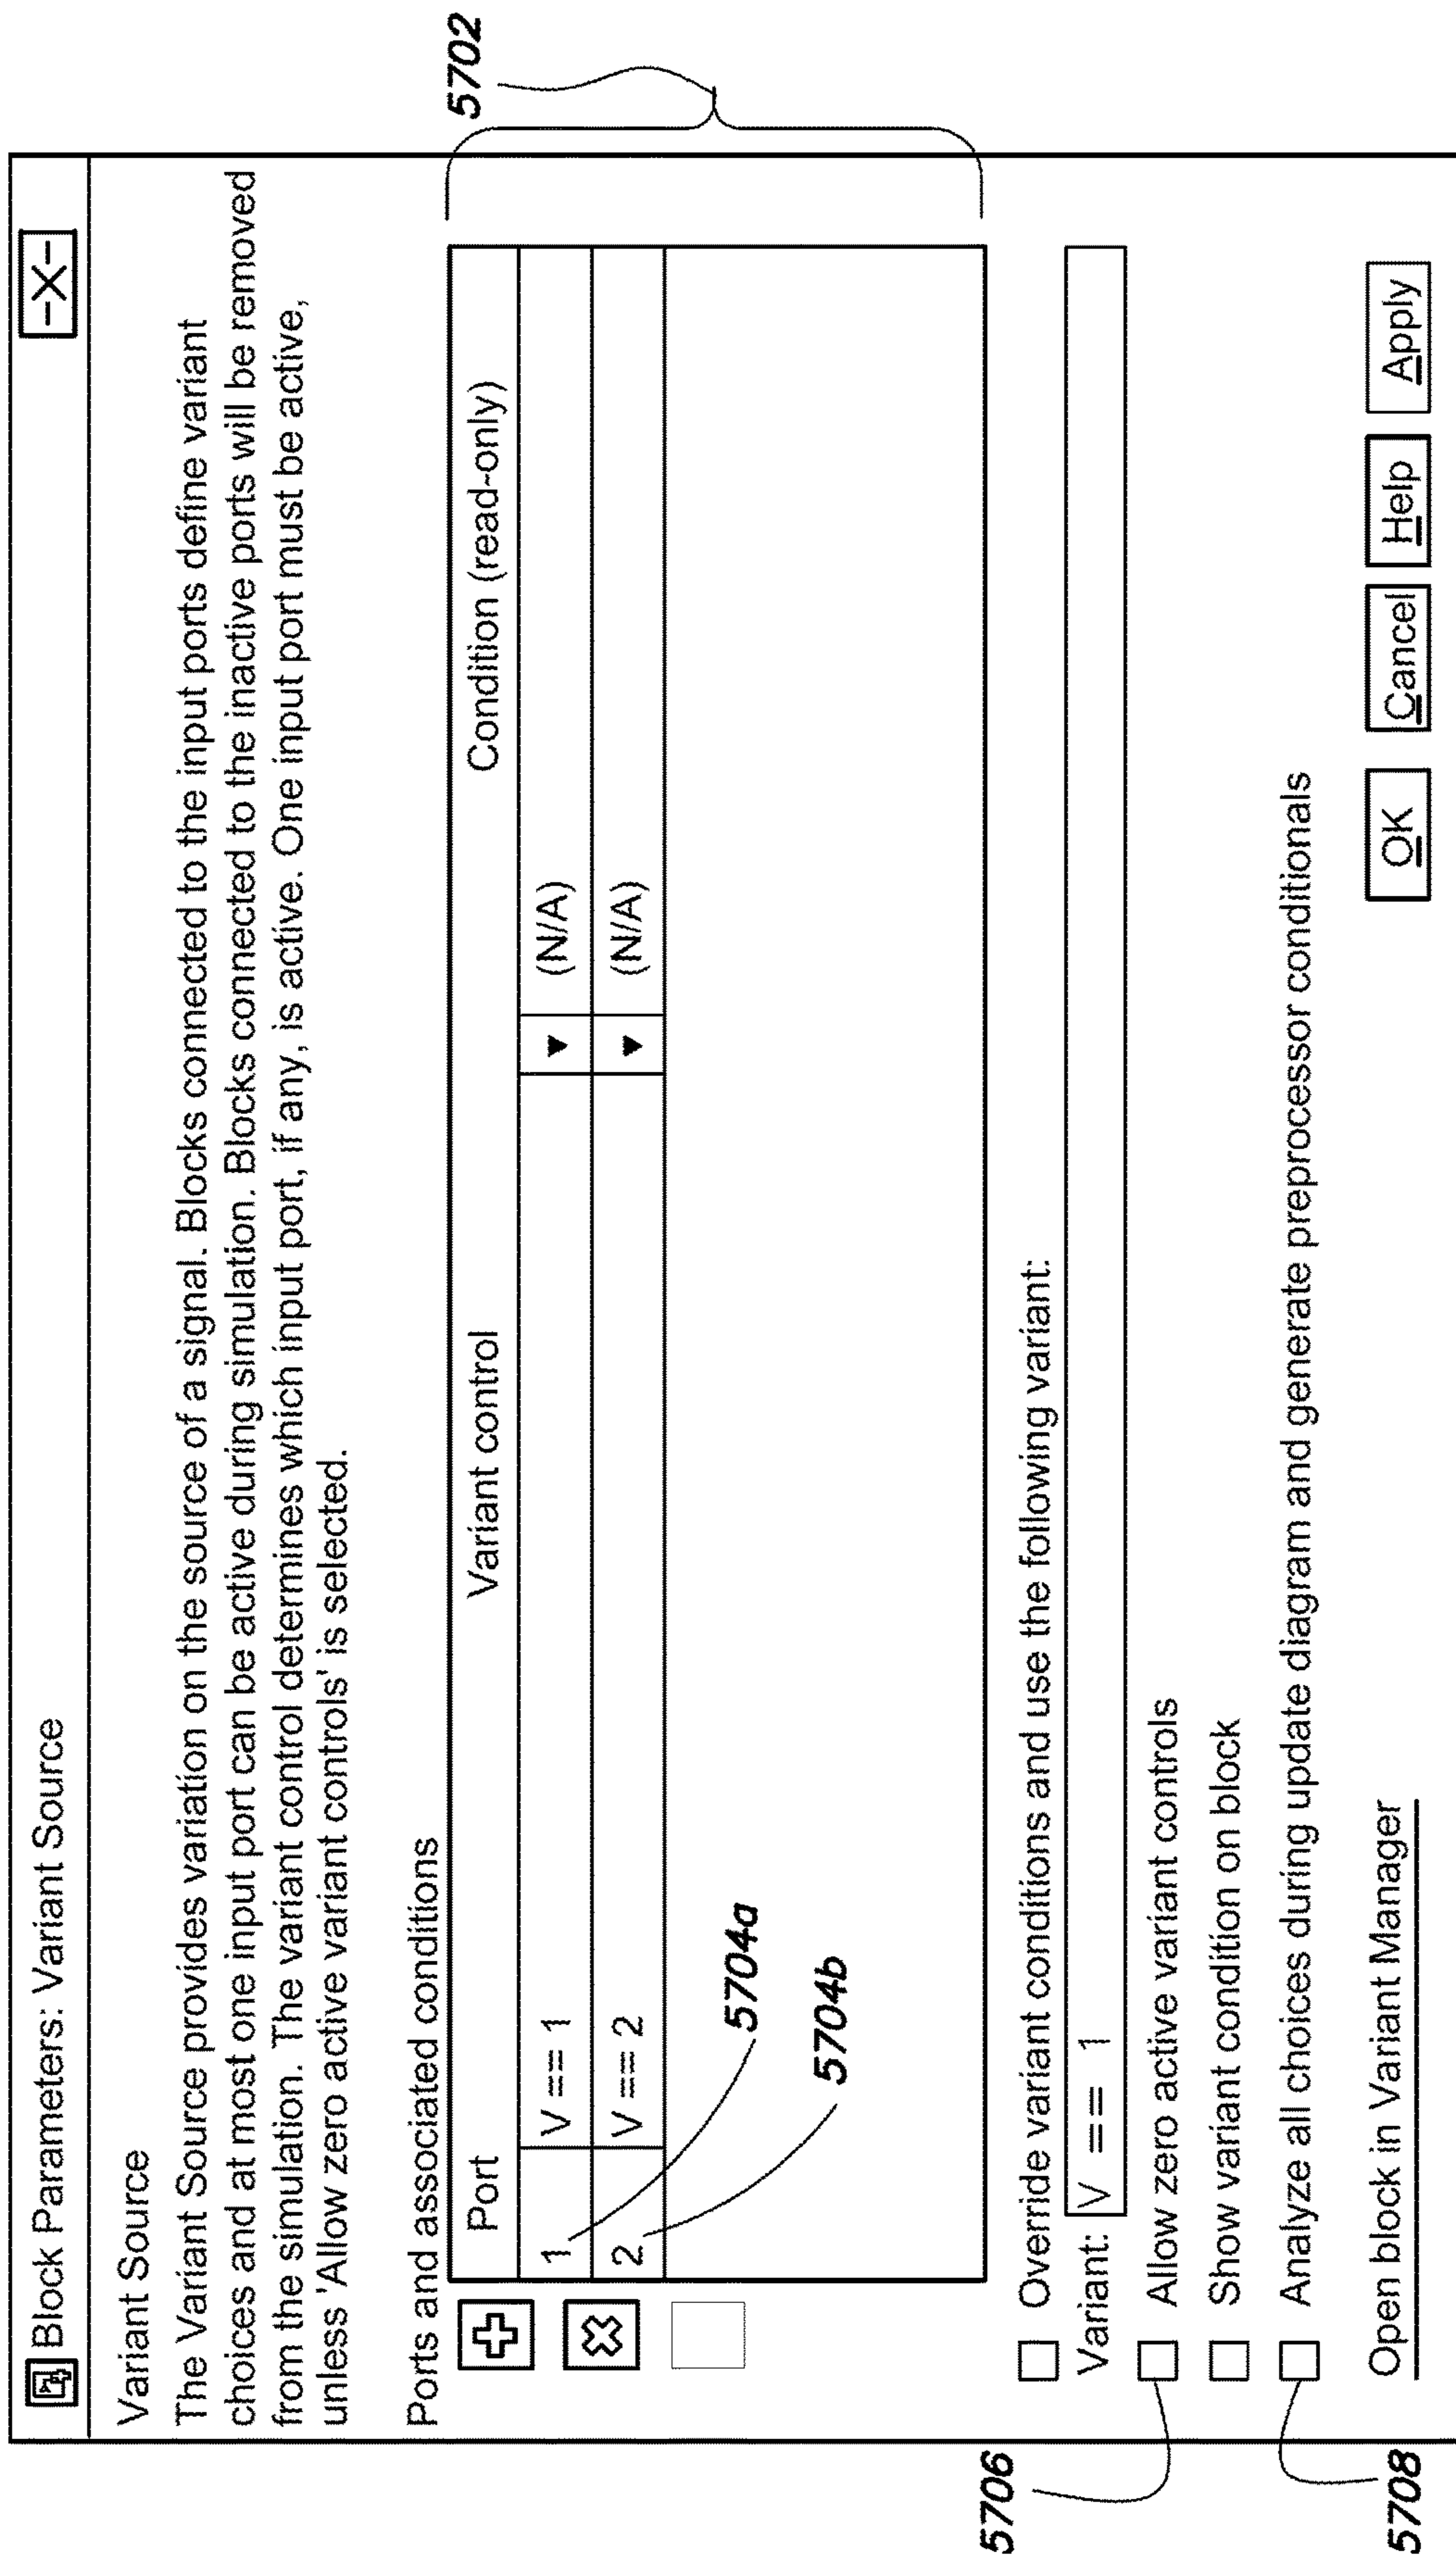 Block Parameters: Variant Source
-X-
Variant Source
The Variant Source provides variation on the source of a signal. Blocks connected to the input ports define variant
choices and at most one input port can be active during simulation. Blocks connected to the inactive ports will be removed
from the simulation. The variant control determines which input port, if any, is active. One input port must be active,
unless 'Allow zero active variant controls' is selected.
Ports and associated conditions
5702
Port Variant control Condition (read-only)
1 V == 1 (N/A)
2 V == 2 (N/A)
5704a
5704b
Override variant conditions and use the following variant:
Variant: V == 1
5706
Allow zero active variant controls
Show variant condition on block
Analyze all choices during update diagram and generate preprocessor conditionals
5708
Open block in Variant Manager
OK Cancel Help Apply